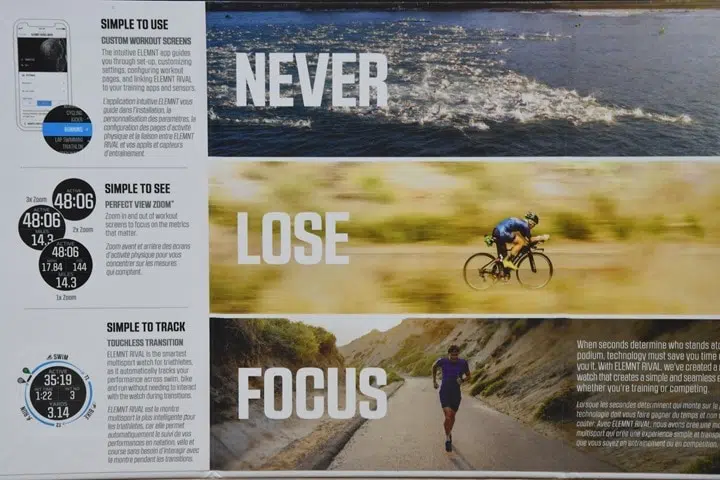 SIMPLE TO USE
CUSTOM WORKOUT SCREENS
The intuitive ELEMNT app guides
you through set-up, customizing
settings, configuring workout
pages, and linking ELEMNT RIVAL
to your training apps and sensors.
L'application intuitive ELEMNT vous
guide dans l'installation, la
personnalisation des paramètres, la
configuration des pages d'activité
physique et la liaison entre ELEMNT
RIVAL et vos applis et capteurs
d'entraînement.
CYCLING
RUNNING
LAP SWIMMING
TRIATHLON
SIMPLE TO SEE
PERFECT VIEW ZOOM™
Zoom in and out of workout
screens to focus on the metrics
that matter.
Zoom avant et arrière des écrans
d'activité physique pour vous
concentrer sur les mesures
qui comptent.
3x Zoom
ACTIVE
48:06
ACTIVE
48:06
14.3
2x Zoom
ACTIVE
48:06
17.84 144
MILES
14.3
1x Zoom
SIMPLE TO TRACK
TOUCHLESS TRANSITION
ELEMNT RIVAL is the smartest
multisport watch for triathletes,
as it automatically tracks your
performance across swim, bike
and run without needing to interact
with the watch during transitions.
ELEMNT RIVAL est la montre
multisport la plus intelligente pour
les triathlètes, car elle permet
automatiquement le suivi de vos
performances en natation, vélo et
course sans besoin d'interagir avec
la montre pendant les transitions.
SWIM
T1
BIKE
T2
RUN
ACTIVE
35:19
1:22 3
YARDS
3.14
NEVER
LOSE
FOCUS
When seconds determine who stands ato
podium, technology must save you time
you it. With ELEMNT RIVAL, we've created a
watch that creates a simple and seamless e
whether you're training or competing.
Lorsque les secondes déterminent qui monte sur le
technologie doit vous faire gagner du temps et non
coûter. Avec ELEMNT RIVAL, nous avons créé une mo
multisport qui crée une expérience simple et transpa
que vous soyez en entraînement ou en compétition.